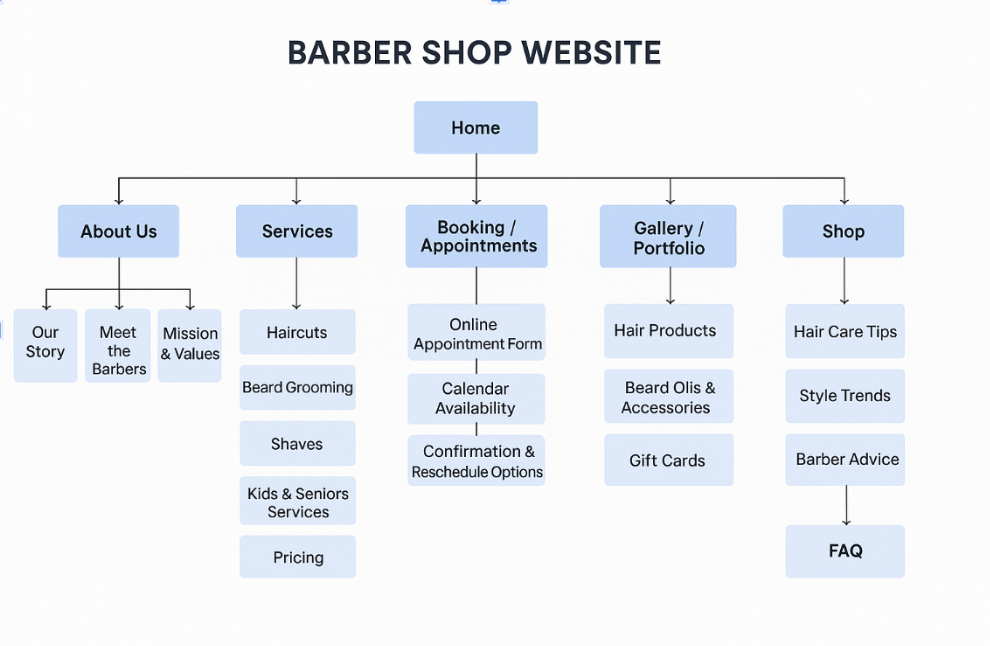 BARBER SHOP WEBSITE
Home
About Us
Services
Booking /
Appointments
Gallery /
Portfolio
Shop
Our
Story
Meet
the
Barbers
Mission
& Values
Haircuts
Beard Grooming
Shaves
Kids & Seniors
Services
Pricing
Online
Appointment Form
Calendar
Availability
Confirmation &
Reschedule Options
Hair Products
Beard Olis &
Accessories
Gift Cards
Hair Care Tips
Style Trends
Barber Advice
FAQ